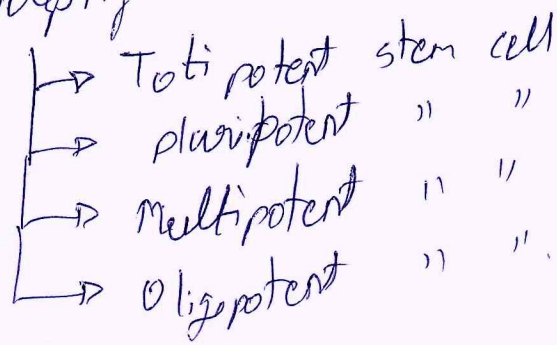 Totipotent stem cell
pluripotent " "
Multipotent " "
Oligopotent " ".